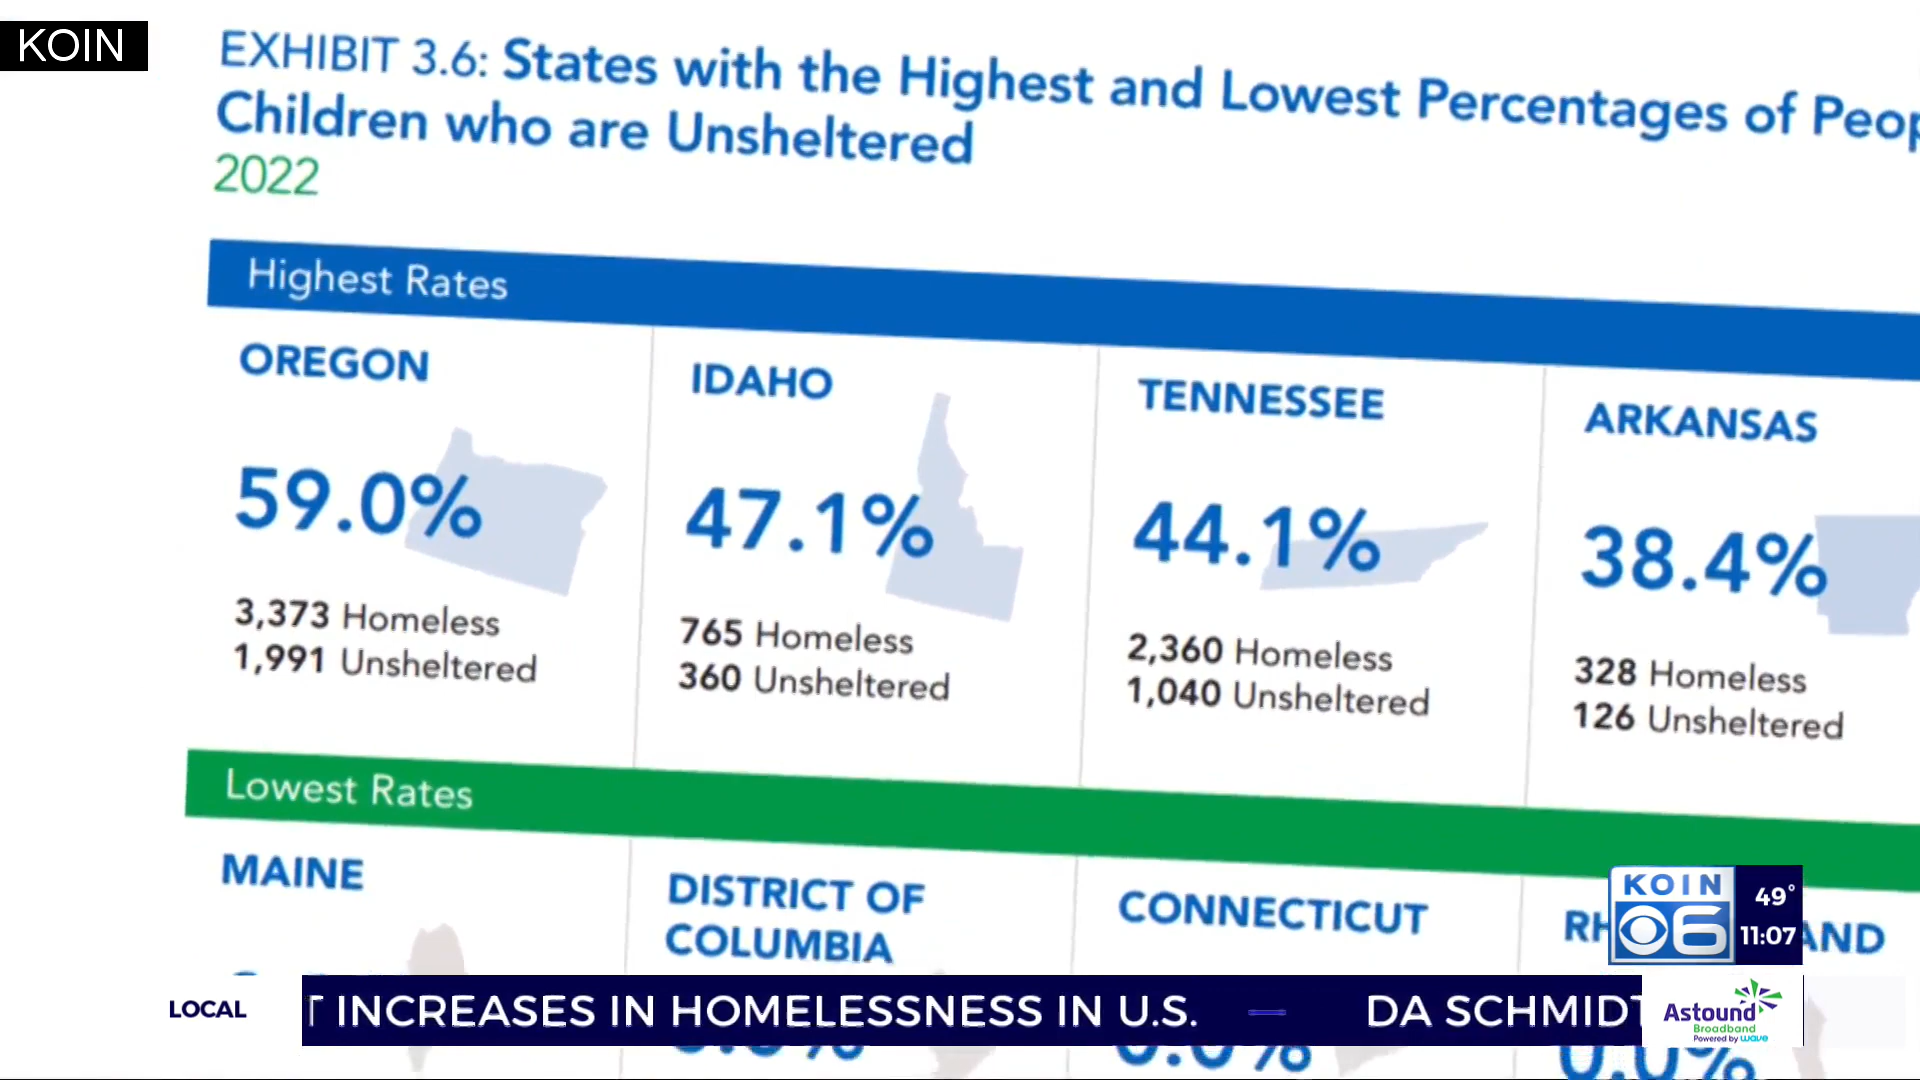 KOIN
EXHIBIT 3.6: States with the Highest and Lowest Percentages of
Children who are Unsheltered
2022
Highest Rates
OREGON
59.0%
3,373 Homeless
1,991 Unsheltered
IDAHO
47.1%
765 Homeless
360 Unsheltered
TENNESSEE
44.1%
2,360 Homeless
1,040 Unsheltered
ARKANSAS
38.4%
328 Homeless
126 Unsheltered
Lowest Rates
MAINE
DISTRICT OF
COLUMBIA
CONNECTICUT
KOIN
6
49°
11:07
LOCAL
INCREASES IN HOMELESSNESS IN U.S. — DA SCHMIDT
Astound
Broadband
Powered by wave